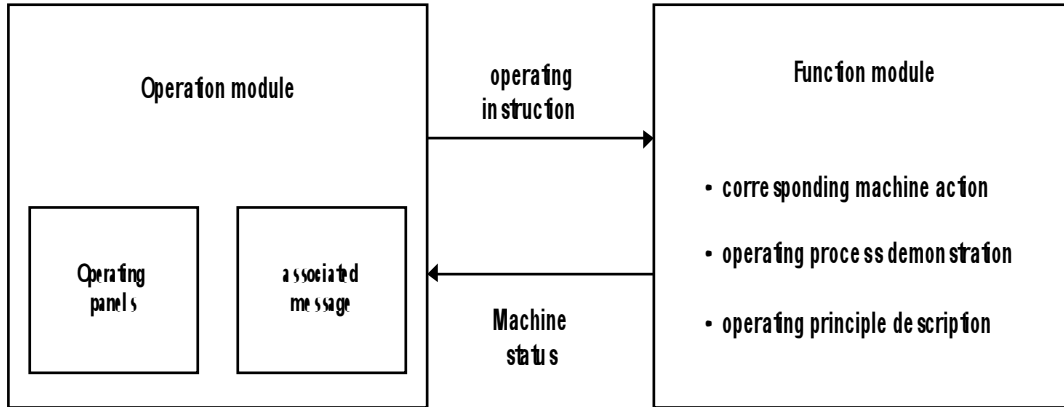 Operation module
Operating
panels
associated
message
operating
instruction
Machine
status
Function module
• corresponding machine action
• operating process demonstration
• operating principle description